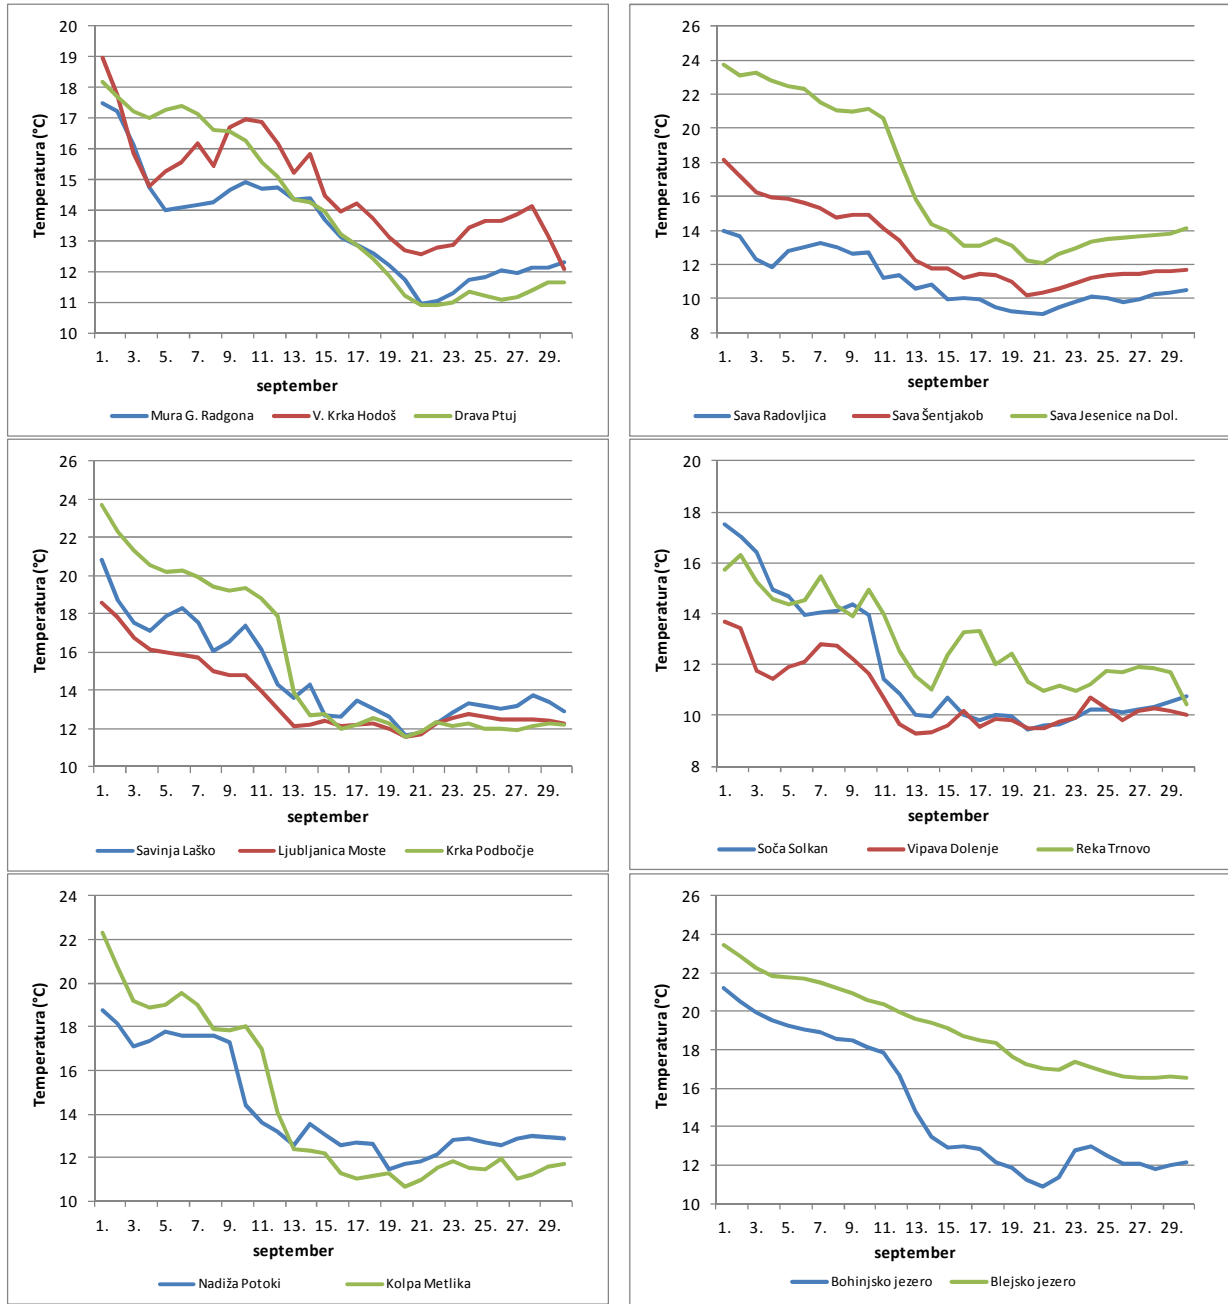 20
19
18
17
16
15
14
13
12
11
10
Temperatura (°C)
1. 3. 5. 7. 9. 11. 13. 15. 17. 19. 21. 23. 25. 27. 29.
september
Mura G. Radgona V. Krka Hodoš Drava Ptuj
26
24
22
20
18
16
14
12
10
8
Temperatura (°C)
1. 3. 5. 7. 9. 11. 13. 15. 17. 19. 21. 23. 25. 27. 29.
september
Sava Radovljica Sava Šentjakob Sava Jesenice na Dol.
26
24
22
20
18
16
14
12
10
Temperatura (°C)
1. 3. 5. 7. 9. 11. 13. 15. 17. 19. 21. 23. 25. 27. 29.
september
Savinja Laško Ljubljanica Moste Krka Podbočje
20
18
16
14
12
10
8
Temperatura (°C)
1. 3. 5. 7. 9. 11. 13. 15. 17. 19. 21. 23. 25. 27. 29.
september
Soča Solkan Vipava Dolenje Reka Trnovo
24
22
20
18
16
14
12
10
Temperatura (°C)
1. 3. 5. 7. 9. 11. 13. 15. 17. 19. 21. 23. 25. 27. 29.
september
Nadiža Potoki Kolpa Metlika
26
24
22
20
18
16
14
12
10
Temperatura (°C)
1. 3. 5. 7. 9. 11. 13. 15. 17. 19. 21. 23. 25. 27. 29.
september
Bohinjsko jezero Blejsko jezero